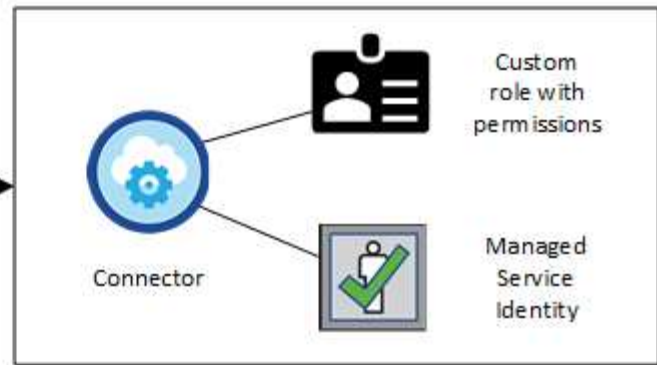 Custom
role with
permissions
Connector
Managed
Service
Identity